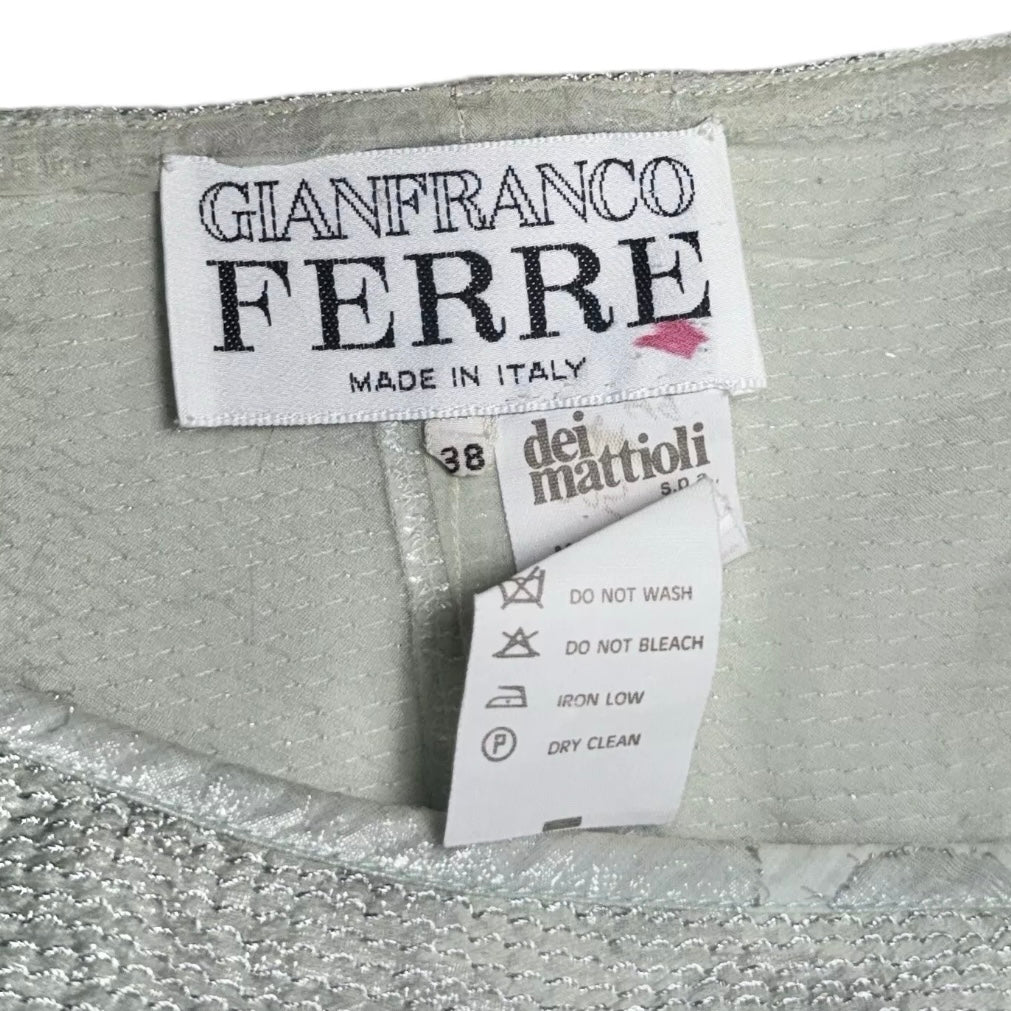 GIANFRANCO
FERRE
MADE IN ITALY
38
dei
mattioli
s.p.a.
DO NOT WASH
DO NOT BLEACH
IRON LOW
P
DRY CLEAN